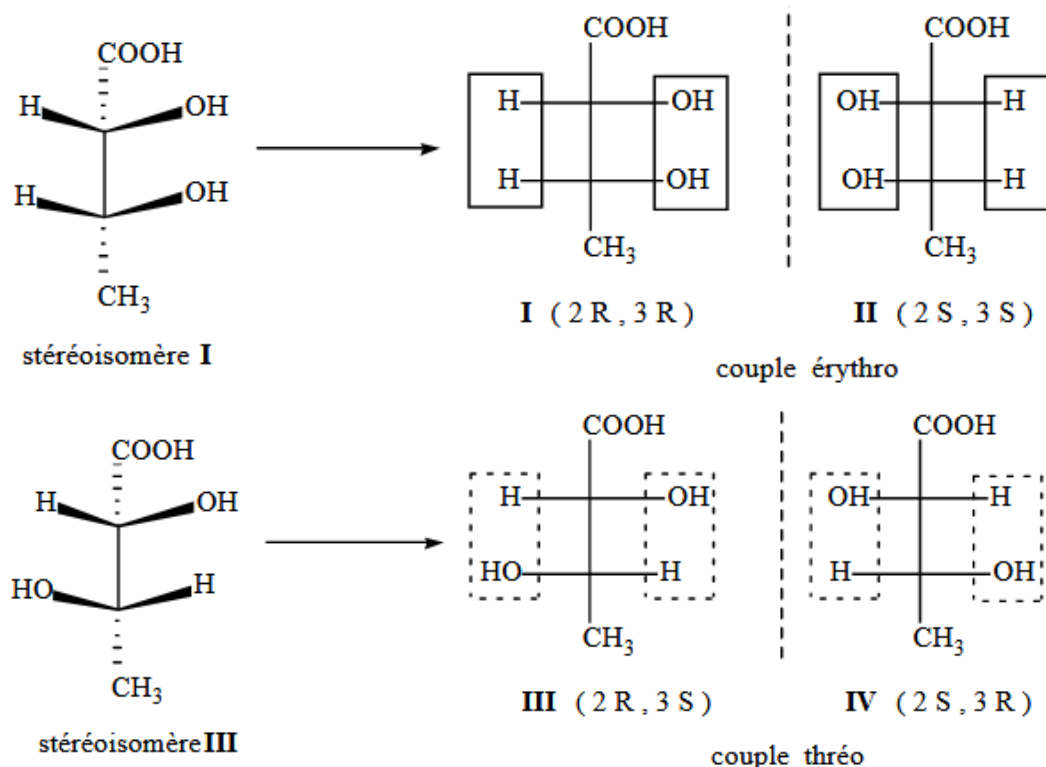 COOH COOH COOH
H OH H OH OH H
H OH H OH OH H
CH3 CH3 CH3
I ( 2 R , 3 R ) II ( 2 S , 3 S )
stéréoisomère I
couple érythro
COOH COOH COOH
H OH H OH OH H
HO H HO H H OH
CH3 CH3 CH3
III ( 2 R , 3 S ) IV ( 2 S , 3 R )
stéréoisomère III
couple thréo